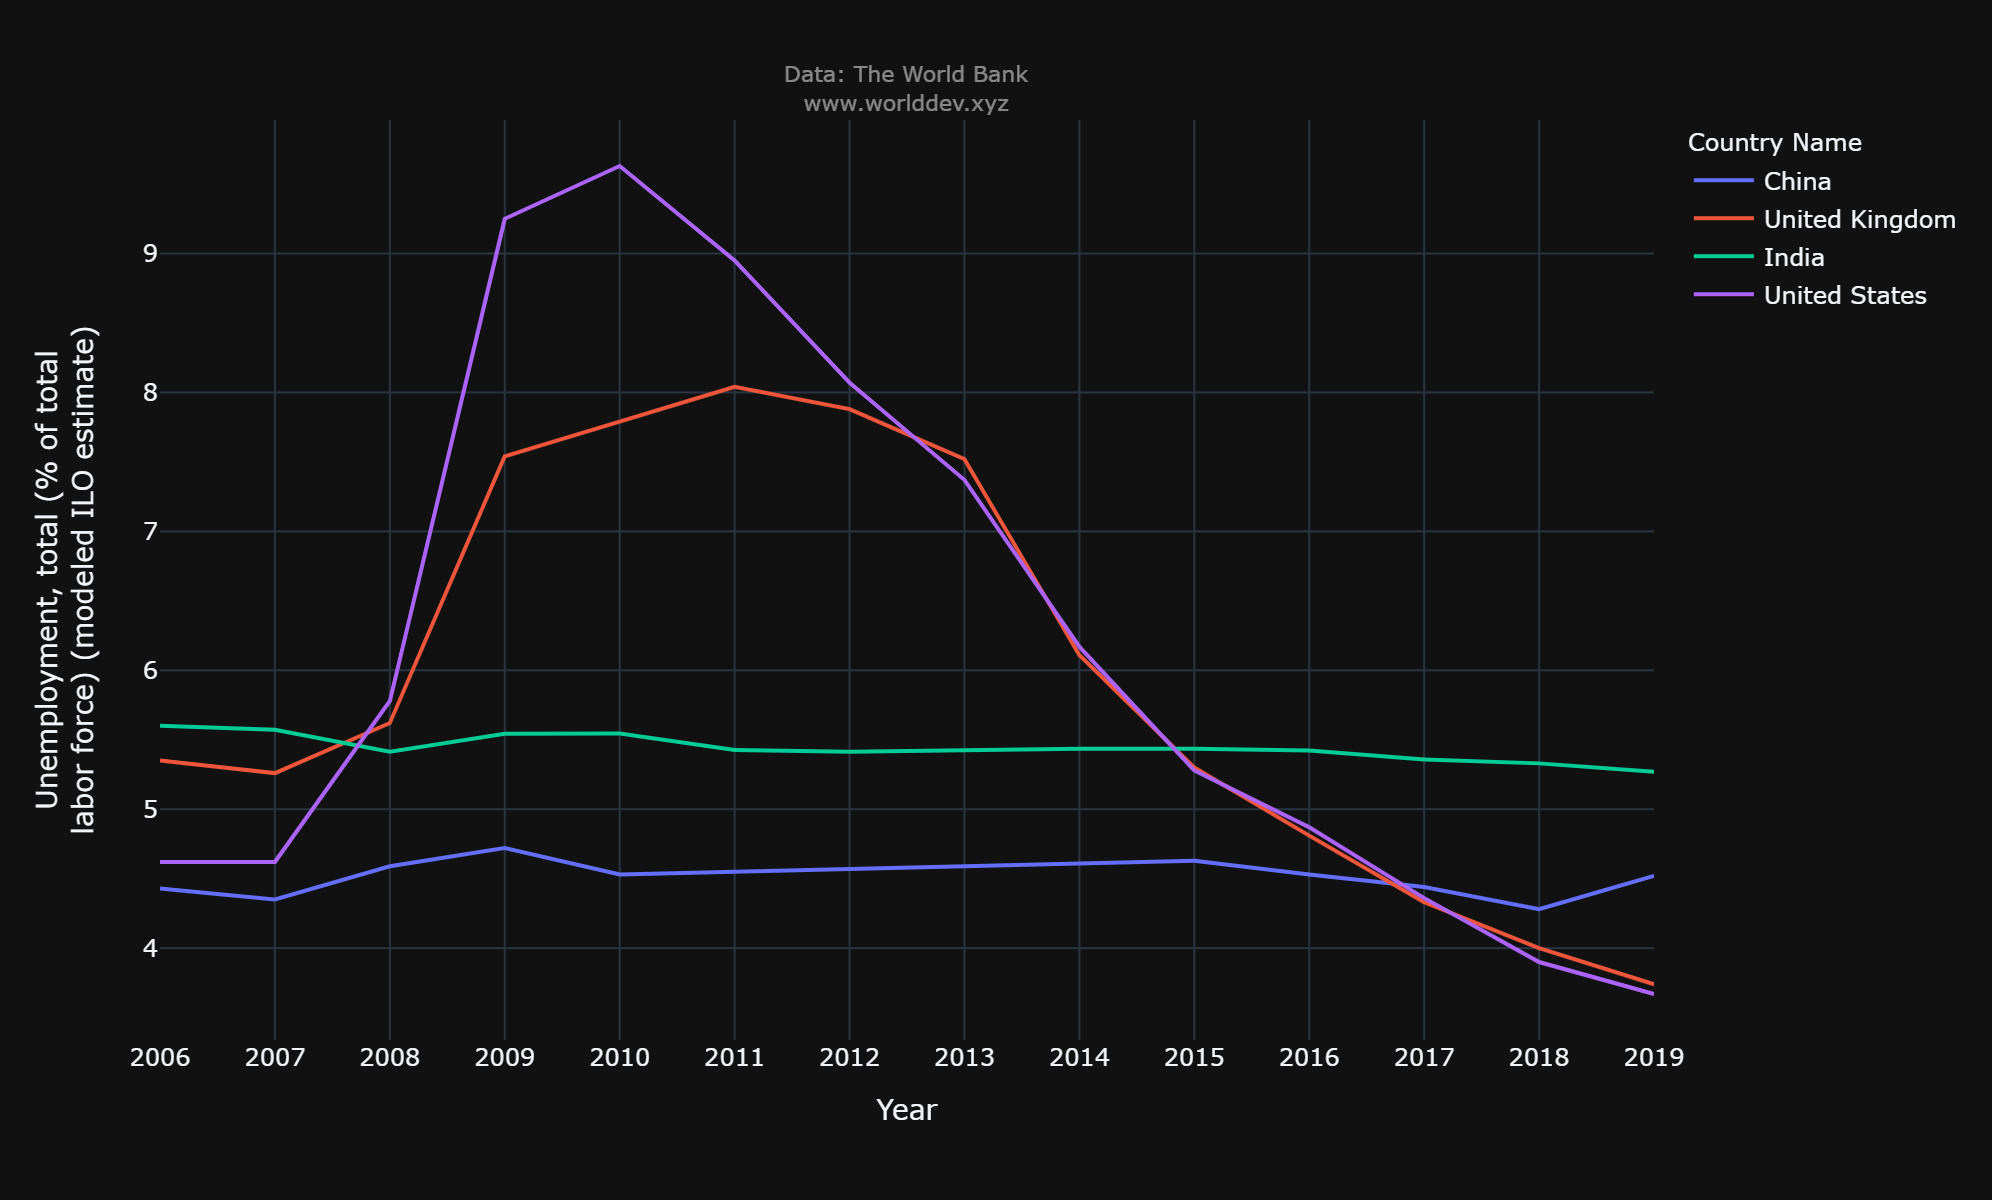 Data: The World Bank
www.worlddev.xyz
Country Name
China
United Kingdom
India
United States
Unemployment, total (% of total
labor force) (modeled ILO estimate)
9
8
7
6
5
4
2006 2007 2008 2009 2010 2011 2012 2013 2014 2015 2016 2017 2018 2019
Year